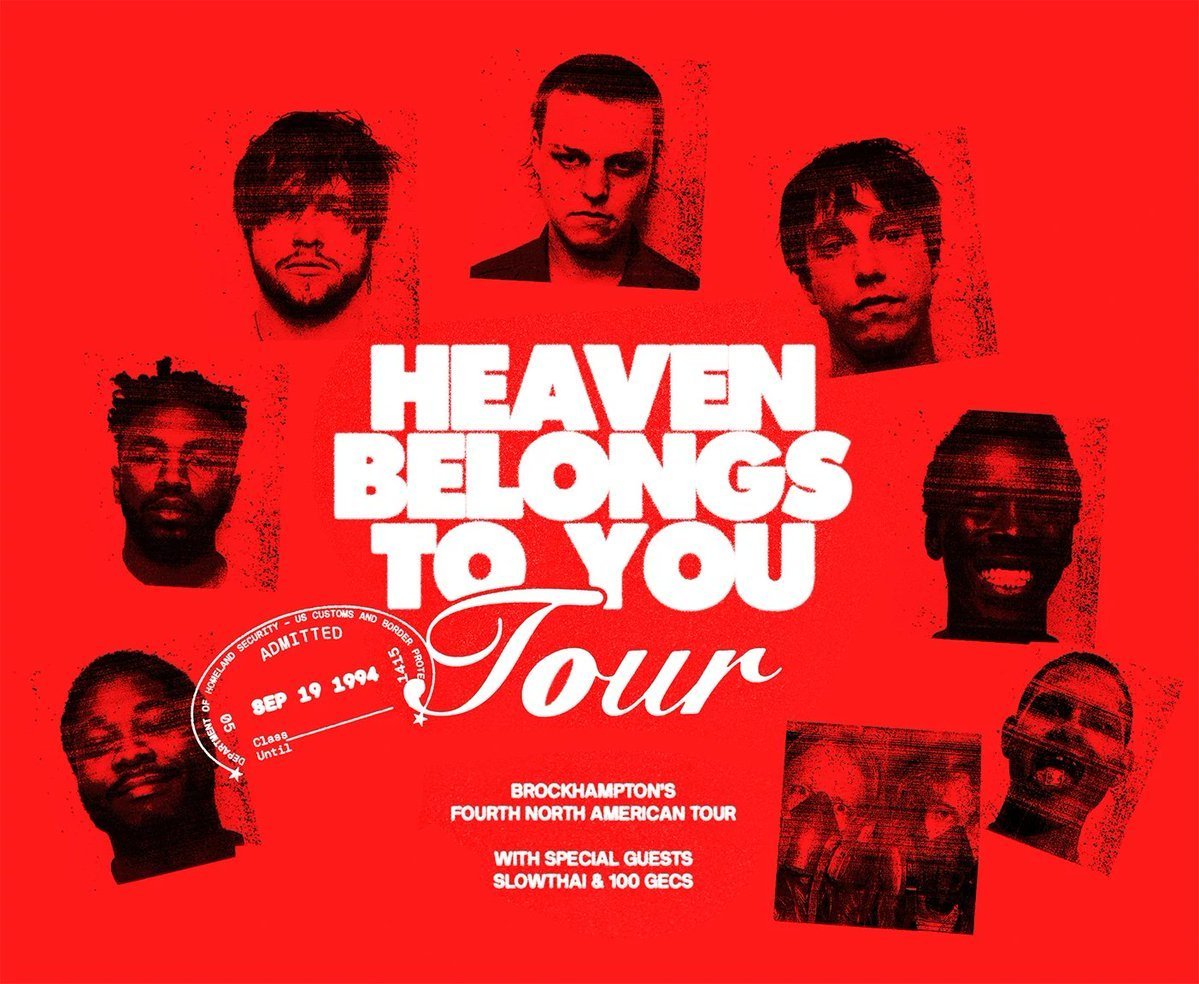 HEAVEN
BELONGS
TO YOU
Tour
DEPARTMENT OF HOMELAND SECURITY - US CUSTOMS AND BORDER PROTE
ADMITTED
1415
SEP 19 1994
50
Class
Until
BROCKHAMPTON'S
FOURTH NORTH AMERICAN TOUR
WITH SPECIAL GUESTS
SLOWTHAI & 100 GECS